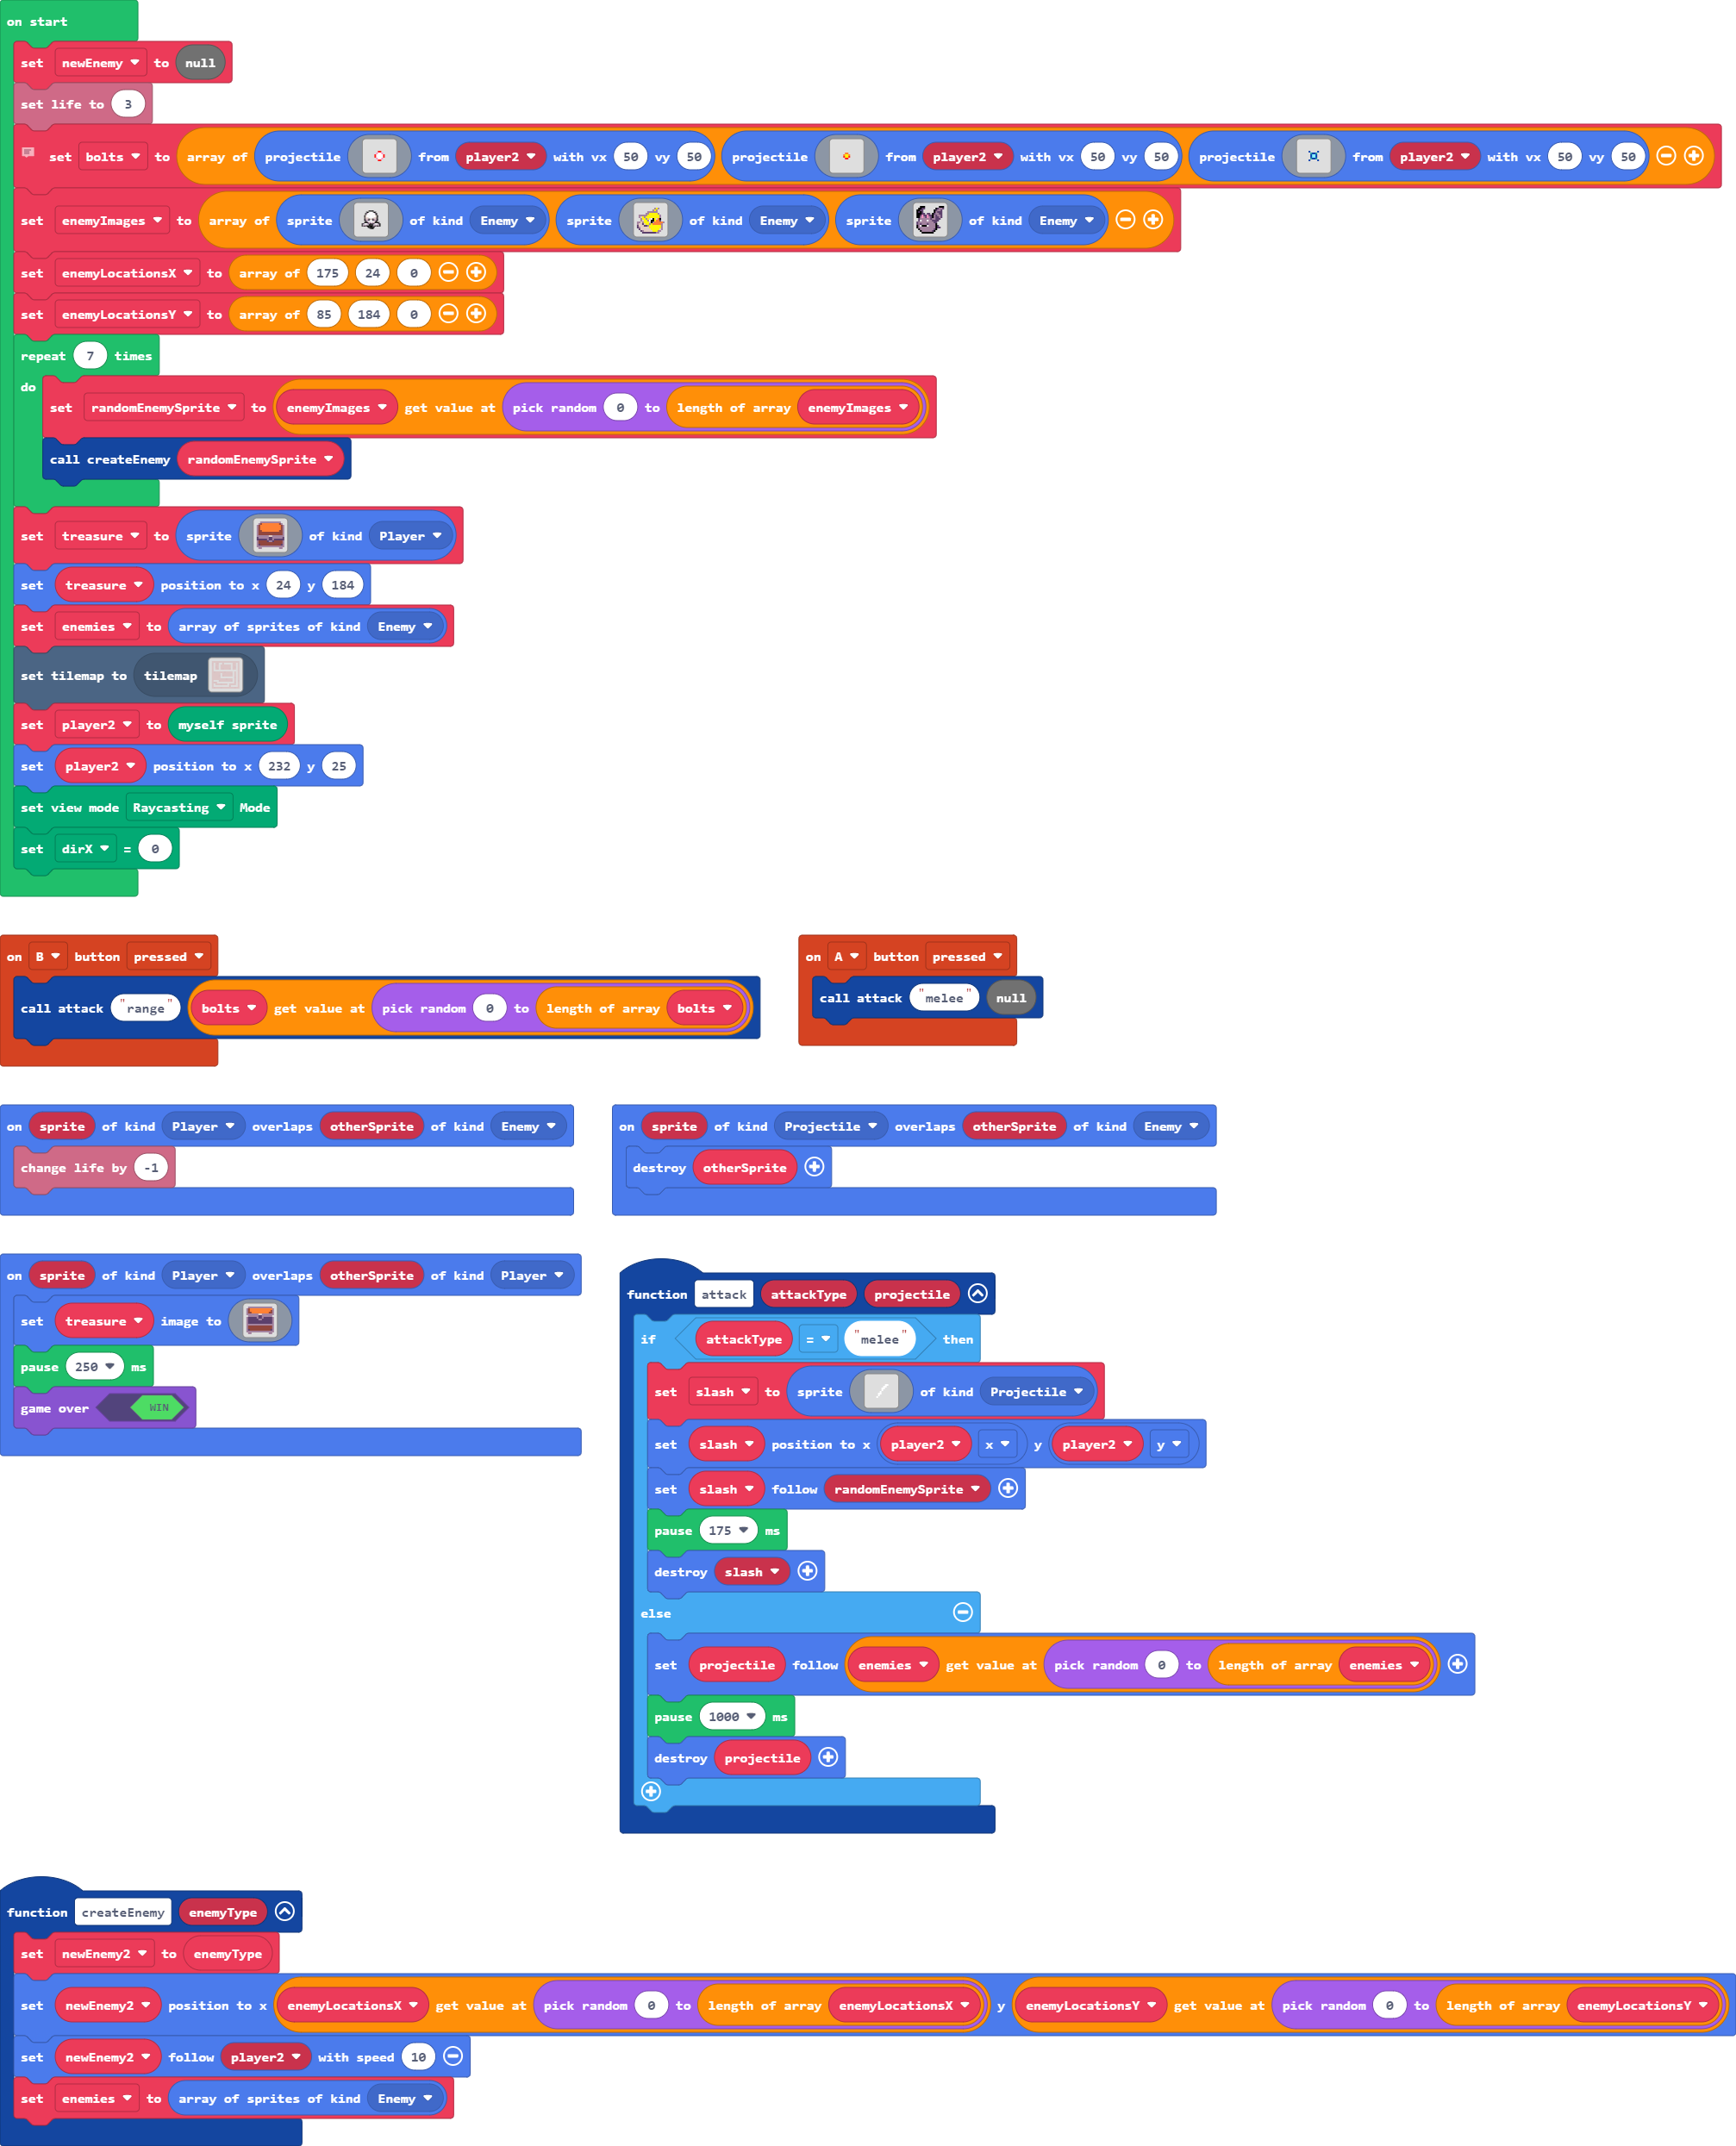 on start
set newEnemy to null
set life to 3
set bolts to array of projectile from player2 with vx 50 vy 50 projectile from player2 with vx 50 vy 50 projectile from player2 with vx 50 vy 50
set enemyImages to array of sprite of kind Enemy sprite of kind Enemy sprite of kind Enemy
set enemyLocationsX to array of 175 24 0
set enemyLocationsY to array of 85 184 0
repeat 7 times
do
set randomEnemySprite to enemyImages get value at pick random 0 to length of array enemyImages
call createEnemy randomEnemySprite
set treasure to sprite of kind Player
set treasure position to x 24 y 184
set enemies to array of sprites of kind Enemy
set tilemap to tilemap
set player2 to myself sprite
set player2 position to x 232 y 25
set view mode Raycasting Mode
set dirX = 0
on B button pressed
call attack "range" bolts get value at pick random 0 to length of array bolts
on A button pressed
call attack "melee" null
on sprite of kind Player overlaps otherSprite of kind Enemy
change life by -1
on sprite of kind Projectile overlaps otherSprite of kind Enemy
destroy otherSprite
on sprite of kind Player overlaps otherSprite of kind Player
set treasure image to
pause 250 ms
game over WIN
function attack attackType projectile
if attackType = "melee" then
set slash to sprite of kind Projectile
set slash position to x player2 x y player2 y
set slash follow randomEnemySprite
pause 175 ms
destroy slash
else
set projectile follow enemies get value at pick random 0 to length of array enemies
pause 1000 ms
destroy projectile
function createEnemy enemyType
set newEnemy2 to enemyType
set newEnemy2 position to x enemyLocationsX get value at pick random 0 to length of array enemyLocationsX y enemyLocationsY get value at pick random 0 to length of array enemyLocationsY
set newEnemy2 follow player2 with speed 10
set enemies to array of sprites of kind Enemy